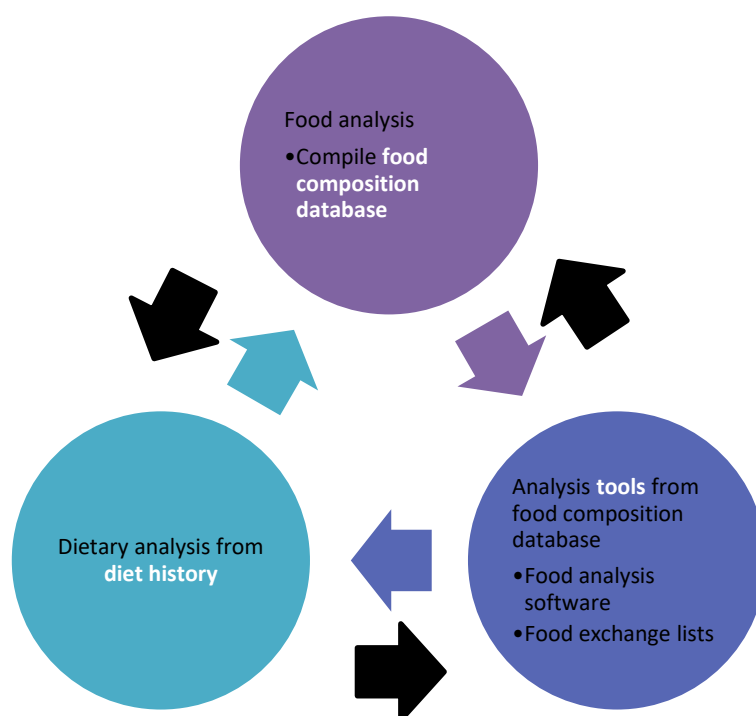 Food analysis
•Compile food
composition
database
Dietary analysis from
diet history
Analysis tools from
food composition
database
•Food analysis
software
•Food exchange lists